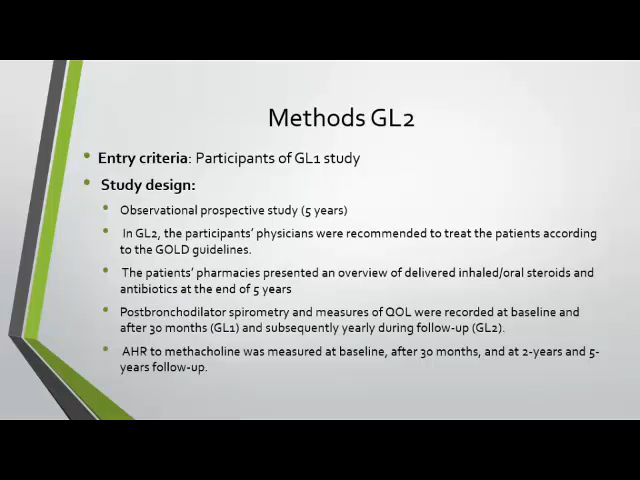 Methods GL2
• Entry criteria: Participants of GL1 study
• Study design:
• Observational prospective study (5 years)
• In GL2, the participants' physicians were recommended to treat the patients according
to the GOLD guidelines.
• The patients' pharmacies presented an overview of delivered inhaled/oral steroids and
antibiotics at the end of 5 years
• Postbronchodilator spirometry and measures of QOL were recorded at baseline and
after 30 months (GL1) and subsequently yearly during follow-up (GL2).
• AHR to methacholine was measured at baseline, after 30 months, and at 2-years and 5-
years follow-up.